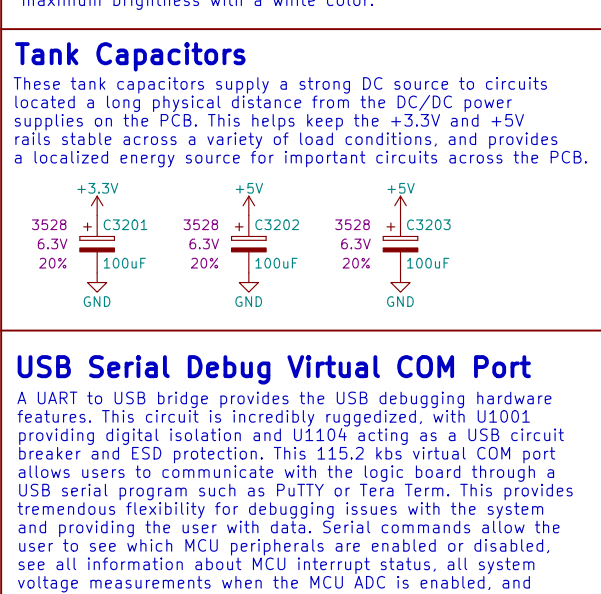 maximum brightness with a white color.
Tank Capacitors
These tank capacitors supply a strong DC source to circuits
located a long physical distance from the DC/DC power
supplies on the PCB. This helps keep the +3.3V and +5V
rails stable across a variety of load conditions, and provides
a localized energy source for important circuits across the PCB.
+3.3V +5V +5V
3528 + C3201 3528 + C3202 3528 + C3203
6.3V 6.3V 6.3V
20% 100uF 20% 100uF 20% 100uF
GND GND GND
USB Serial Debug Virtual COM Port
A UART to USB bridge provides the USB debugging hardware
features. This circuit is incredibly ruggedized, with U1001
providing digital isolation and U1104 acting as a USB circuit
breaker and ESD protection. This 115.2 kbs virtual COM port
allows users to communicate with the logic board through a
USB serial program such as PuTTY or Tera Term. This provides
tremendous flexibility for debugging issues with the system
and providing the user with data. Serial commands allow the
user to see which MCU peripherals are enabled or disabled,
see all information about MCU interrupt status, all system
voltage measurements when the MCU ADC is enabled, and